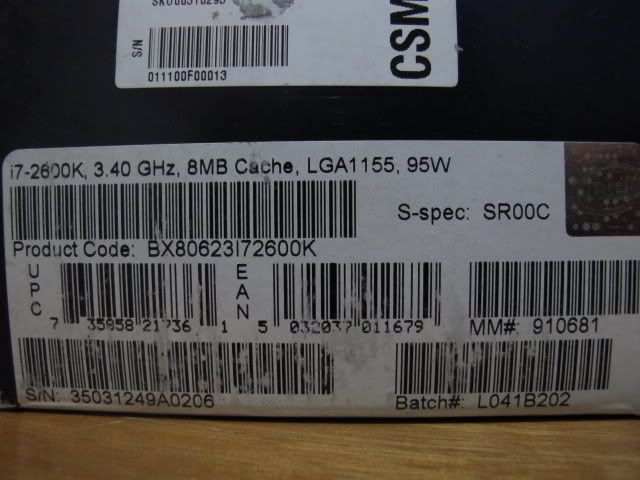 S/N
011100F00013
CSM
i7-2600K, 3.40 GHz, 8MB Cache, LGA1155, 95W
S-spec: SR00C
Product Code: BX80623I72600K
UPC
EAN
7 35958 21736 1
5 032037 011679
MM#: 910681
S/N: 35031249A0206
Batch#: L041B202